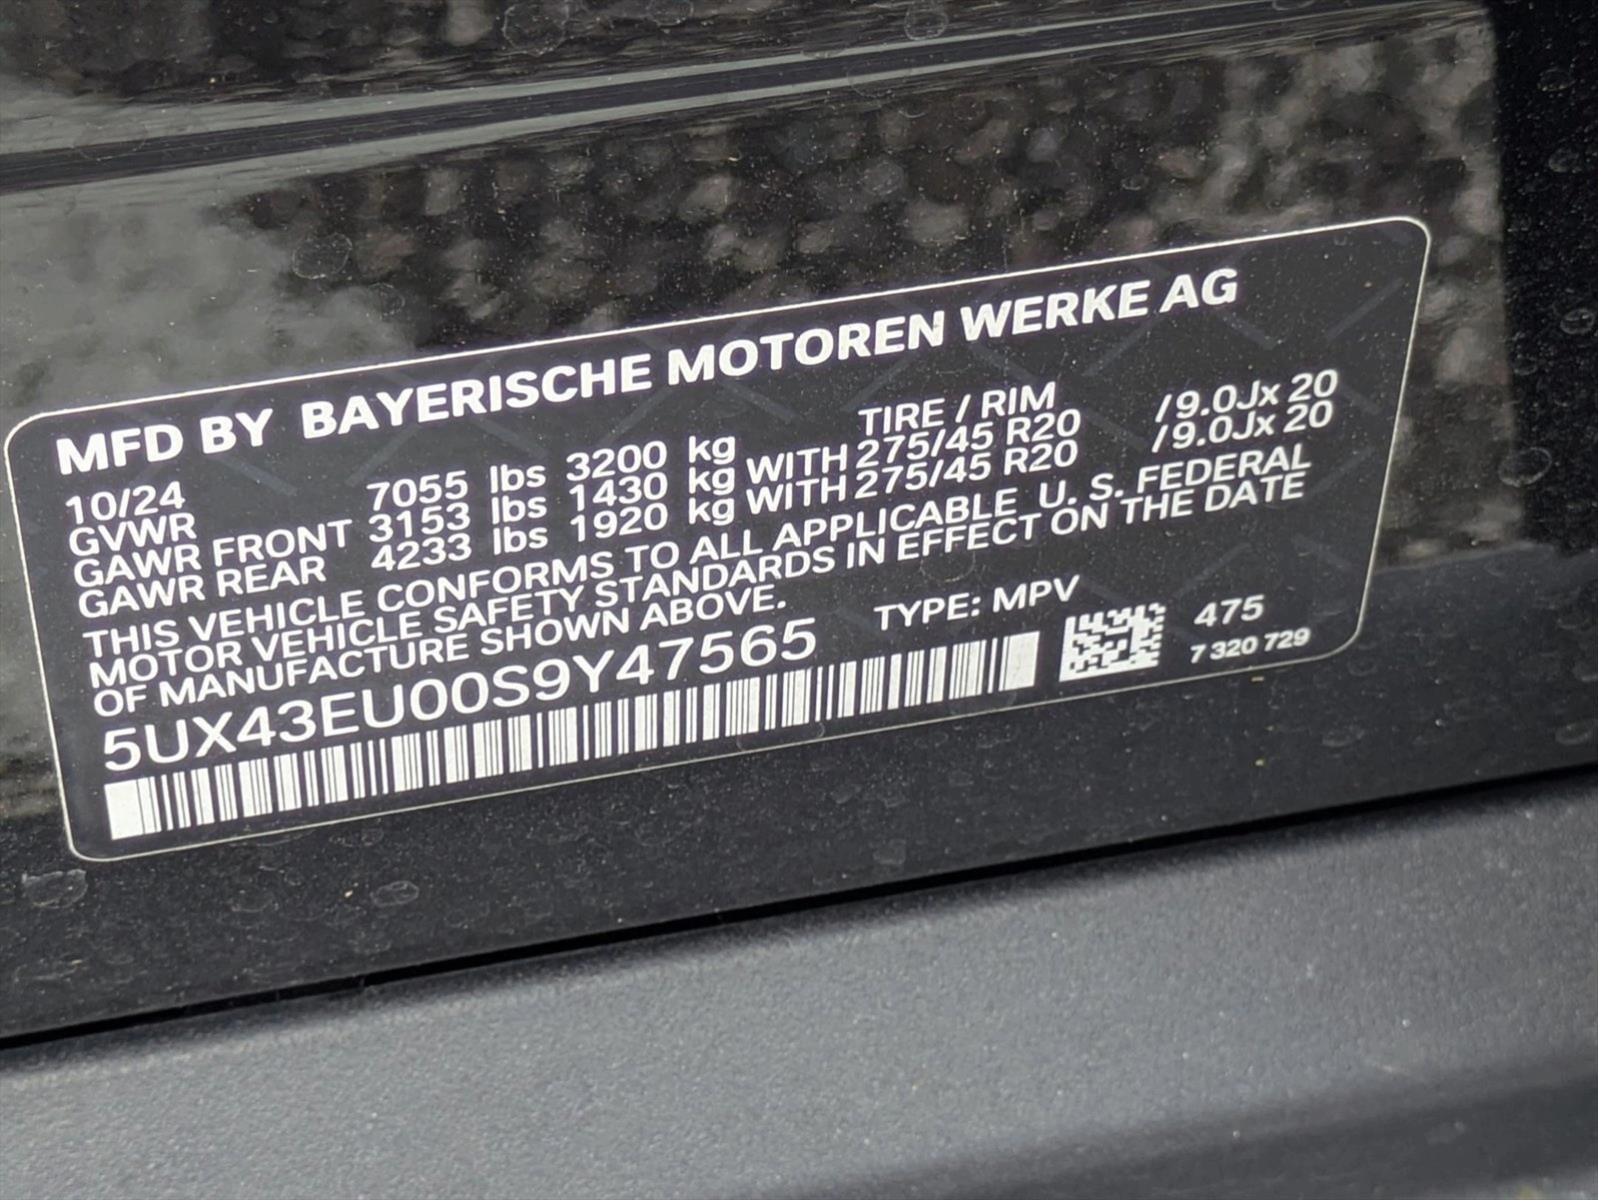 MFD BY BAYERISCHE MOTOREN WERKE AG
10/24 TIRE / RIM
GVWR 7055 lbs 3200 kg
GAWR FRONT 3153 lbs 1430 kg WITH 275/45 R20 /9.0Jx 20
GAWR REAR 4233 lbs 1920 kg WITH 275/45 R20 /9.0Jx 20
THIS VEHICLE CONFORMS TO ALL APPLICABLE U. S. FEDERAL
MOTOR VEHICLE SAFETY STANDARDS IN EFFECT ON THE DATE
OF MANUFACTURE SHOWN ABOVE.
5UX43EU00S9Y47565 TYPE: MPV
475
7 320 729